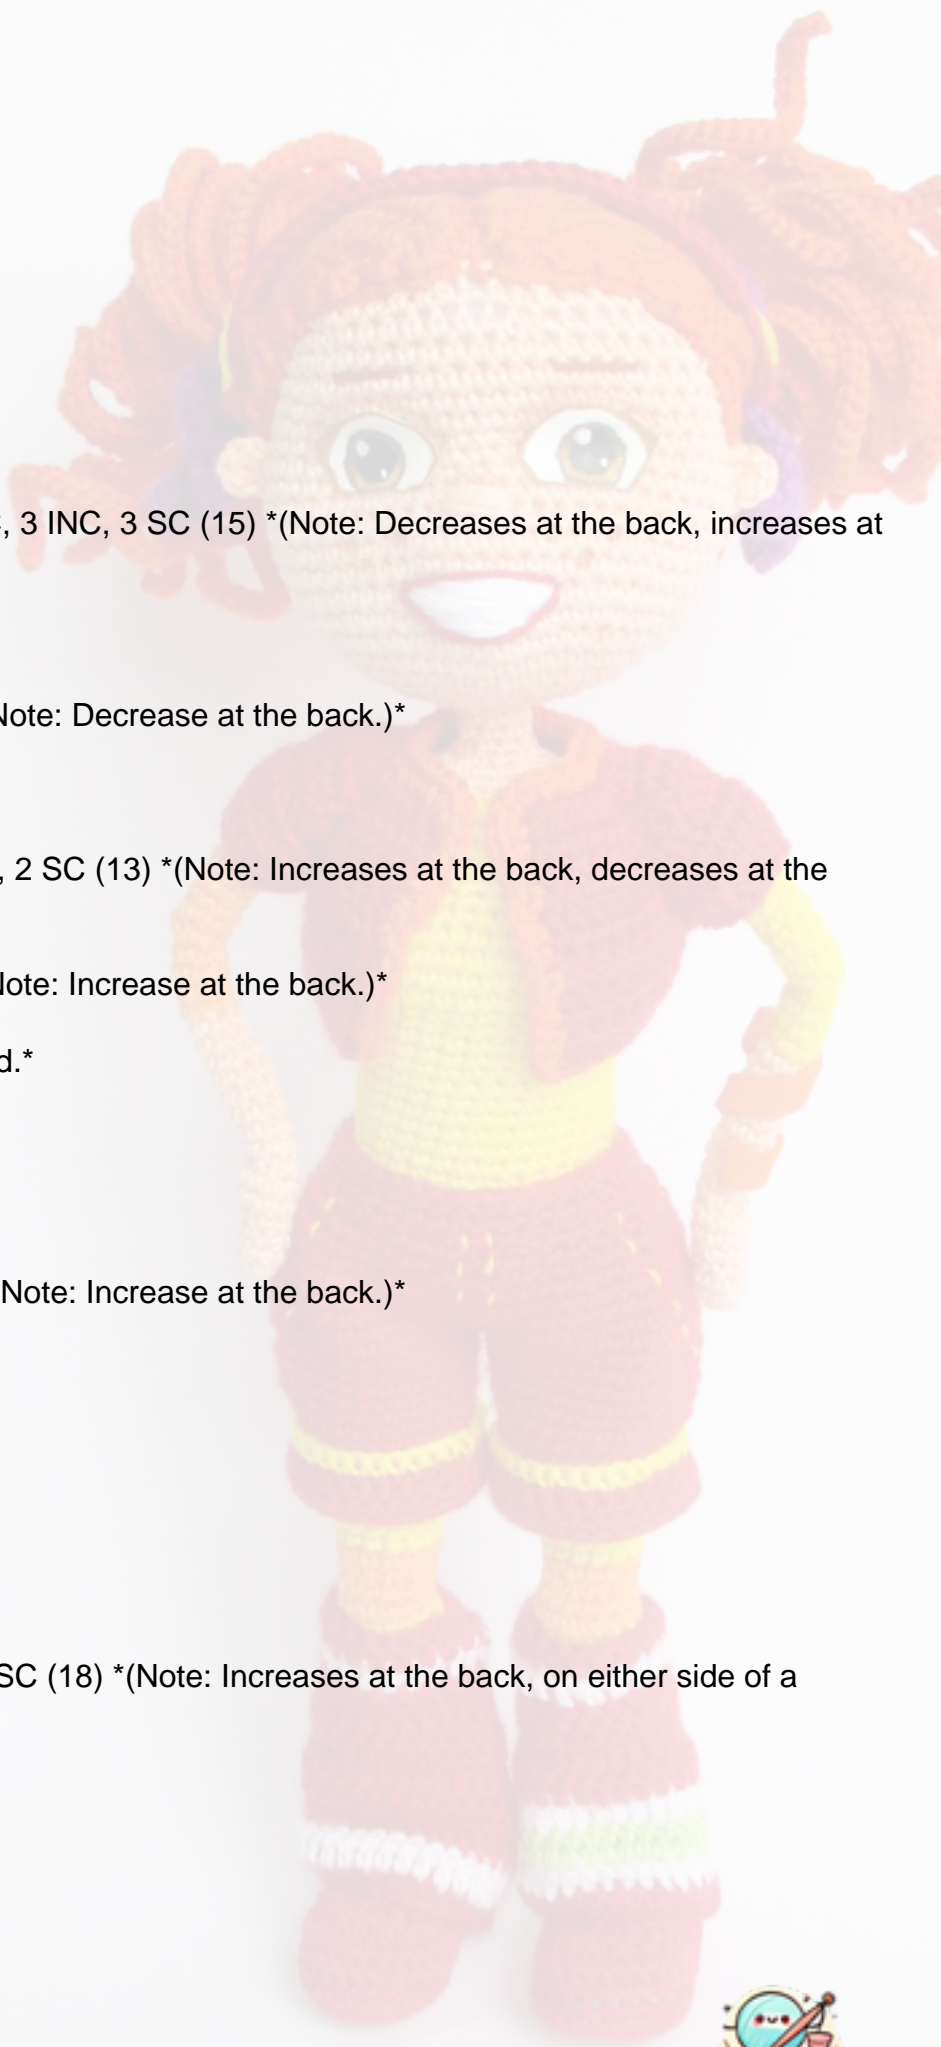 , 3 INC, 3 SC (15) *(Note: Decreases at the back, increases at
Note: Decrease at the back.)*
, 2 SC (13) *(Note: Increases at the back, decreases at the
Note: Increase at the back.)*
d.*
Note: Increase at the back.)*
SC (18) *(Note: Increases at the back, on either side of a